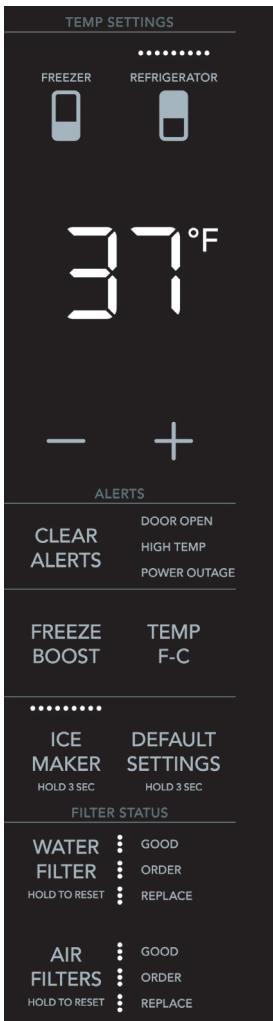 TEMP SETTINGS
FREEZER REFRIGERATOR
37°F
− +
ALERTS
CLEAR ALERTS
DOOR OPEN
HIGH TEMP
POWER OUTAGE
FREEZE BOOST
TEMP F-C
ICE MAKER
HOLD 3 SEC
DEFAULT SETTINGS
HOLD 3 SEC
FILTER STATUS
WATER FILTER
HOLD TO RESET
GOOD
ORDER
REPLACE
AIR FILTERS
HOLD TO RESET
GOOD
ORDER
REPLACE